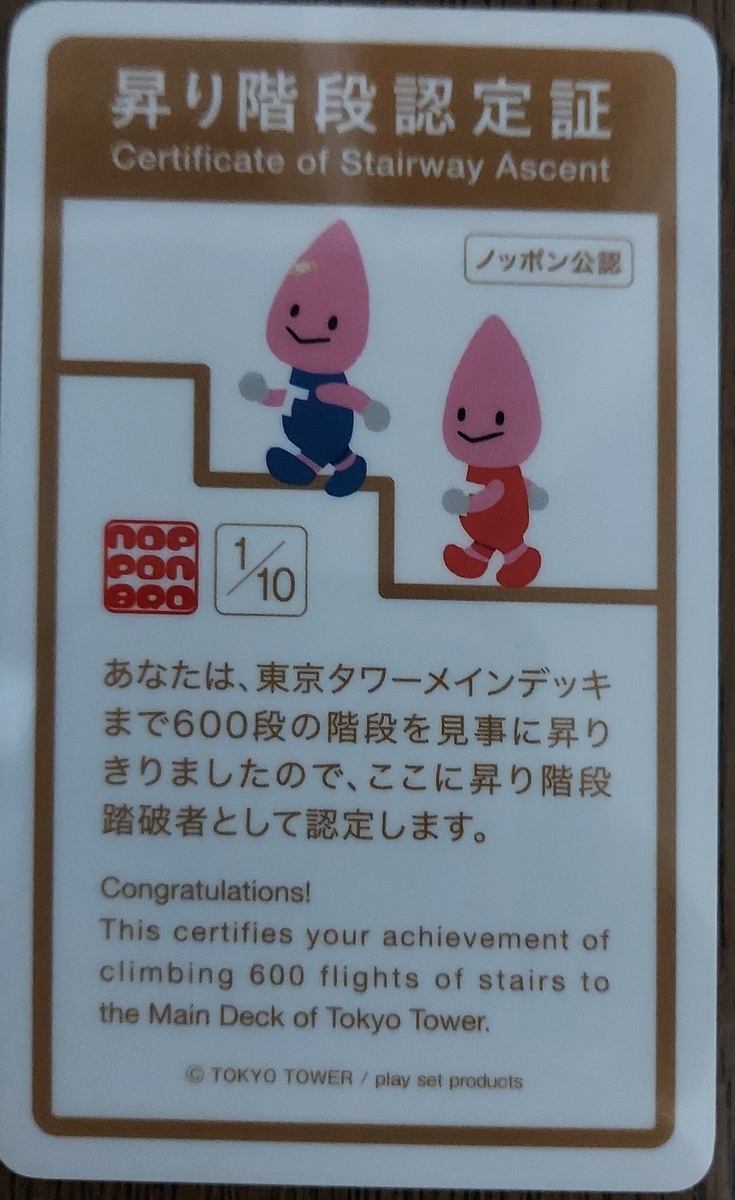 昇り階段認定証
Certificate of Stairway Ascent
ノッポン公認
nop
pon
bro
1/10
あなたは、東京タワーメインデッキ
まで600段の階段を見事に昇り
きりましたので、ここに昇り階段
踏破者として認定します。
Congratulations!
This certifies your achievement of
climbing 600 flights of stairs to
the Main Deck of Tokyo Tower.
© TOKYO TOWER / play set products